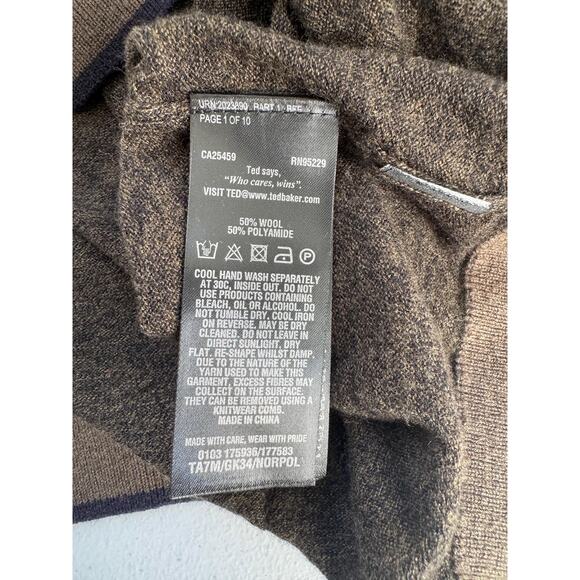 URN:2023890 PART 1 - REF
PAGE 1 OF 10
CA25459 RN95229
Ted says,
"Who cares, wins".
VISIT TED@www.tedbaker.com
50% WOOL
50% POLYAMIDE
P
COOL HAND WASH SEPARATELY
AT 30C, INSIDE OUT. DO NOT
USE PRODUCTS CONTAINING
BLEACH, OIL OR ALCOHOL. DO
NOT TUMBLE DRY. COOL IRON
ON REVERSE, MAY BE DRY
CLEANED. DO NOT LEAVE IN
DIRECT SUNLIGHT, DRY
FLAT. RE-SHAPE WHILST DAMP.
DUE TO THE NATURE OF THE
YARN USED TO MAKE THIS
GARMENT, EXCESS FIBRES MAY
COLLECT ON THE SURFACE.
THEY CAN BE REMOVED USING A
KNITWEAR COMB.
MADE IN CHINA
MADE WITH CARE, WEAR WITH PRIDE
0103 175936/177583
TA7M/GK34/NORPOL